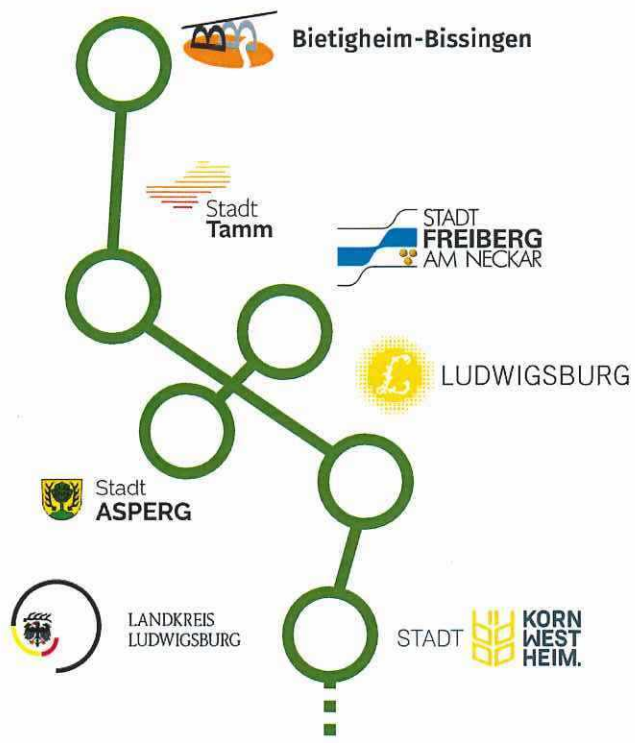 Bietigheim-Bissingen
Stadt
Tamm
STADT
FREIBERG
AM NECKAR
LUDWIGSBURG
Stadt
ASPERG
LANDKREIS
LUDWIGSBURG
STADT
KORN
WEST
HEIM.